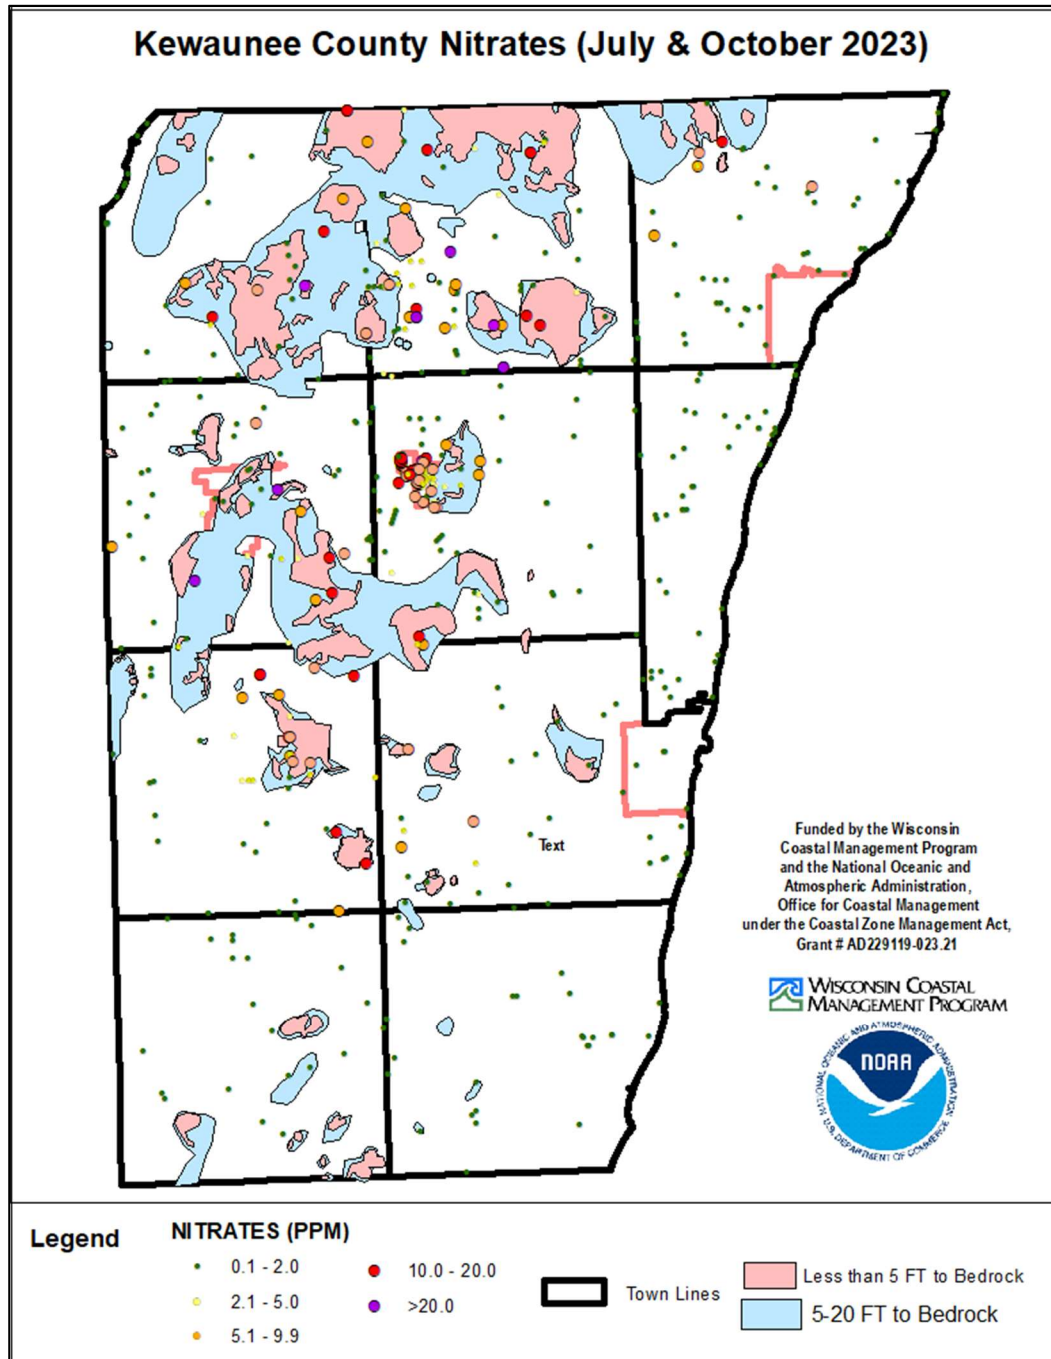 Kewaunee County Nitrates (July & October 2023)
Text
Funded by the Wisconsin
Coastal Management Program
and the National Oceanic and
Atmospheric Administration,
Office for Coastal Management
under the Coastal Zone Management Act,
Grant # AD229119-023.21
WISCONSIN COASTAL
MANAGEMENT PROGRAM
NATIONAL OCEANIC AND ATMOSPHERIC ADMINISTRATION
NOAA
U.S. DEPARTMENT OF COMMERCE
Legend
NITRATES (PPM)
0.1 - 2.0
2.1 - 5.0
5.1 - 9.9
10.0 - 20.0
>20.0
Town Lines
Less than 5 FT to Bedrock
5-20 FT to Bedrock